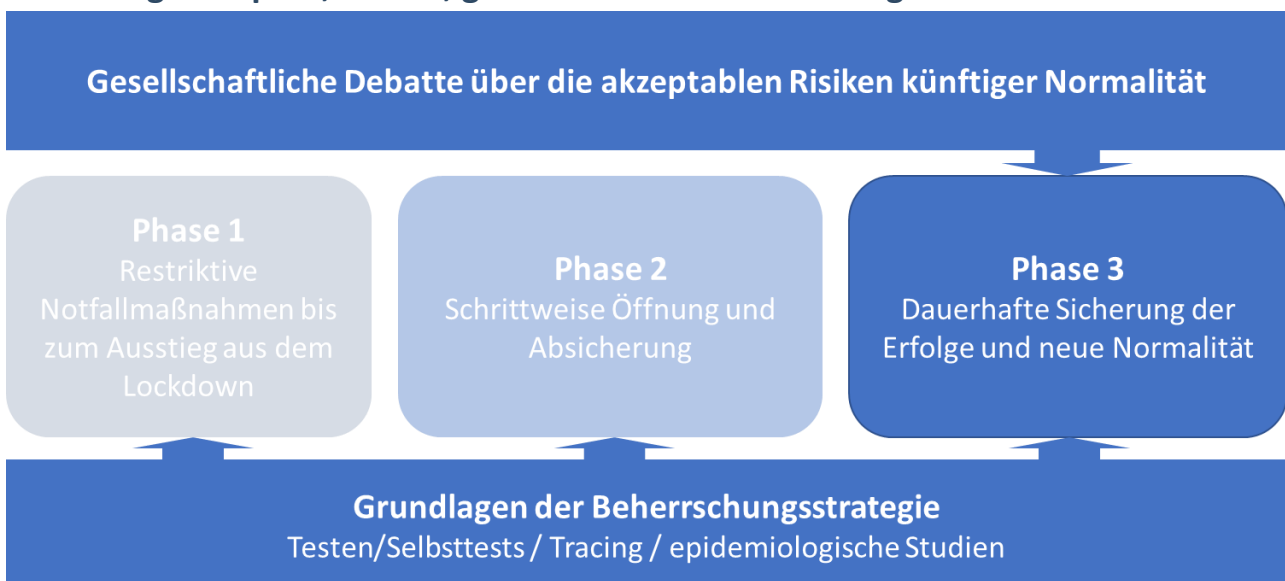 Gesellschaftliche Debatte über die akzeptablen Risiken künftiger Normalität
Phase 1
Restriktive
Notfallmaßnahmen bis
zum Ausstieg aus dem
Lockdown
Phase 2
Schrittweise Öffnung und
Absicherung
Phase 3
Dauerhafte Sicherung der
Erfolge und neue Normalität
Grundlagen der Beherrschungsstrategie
Testen/Selbsttests / Tracing / epidemiologische Studien